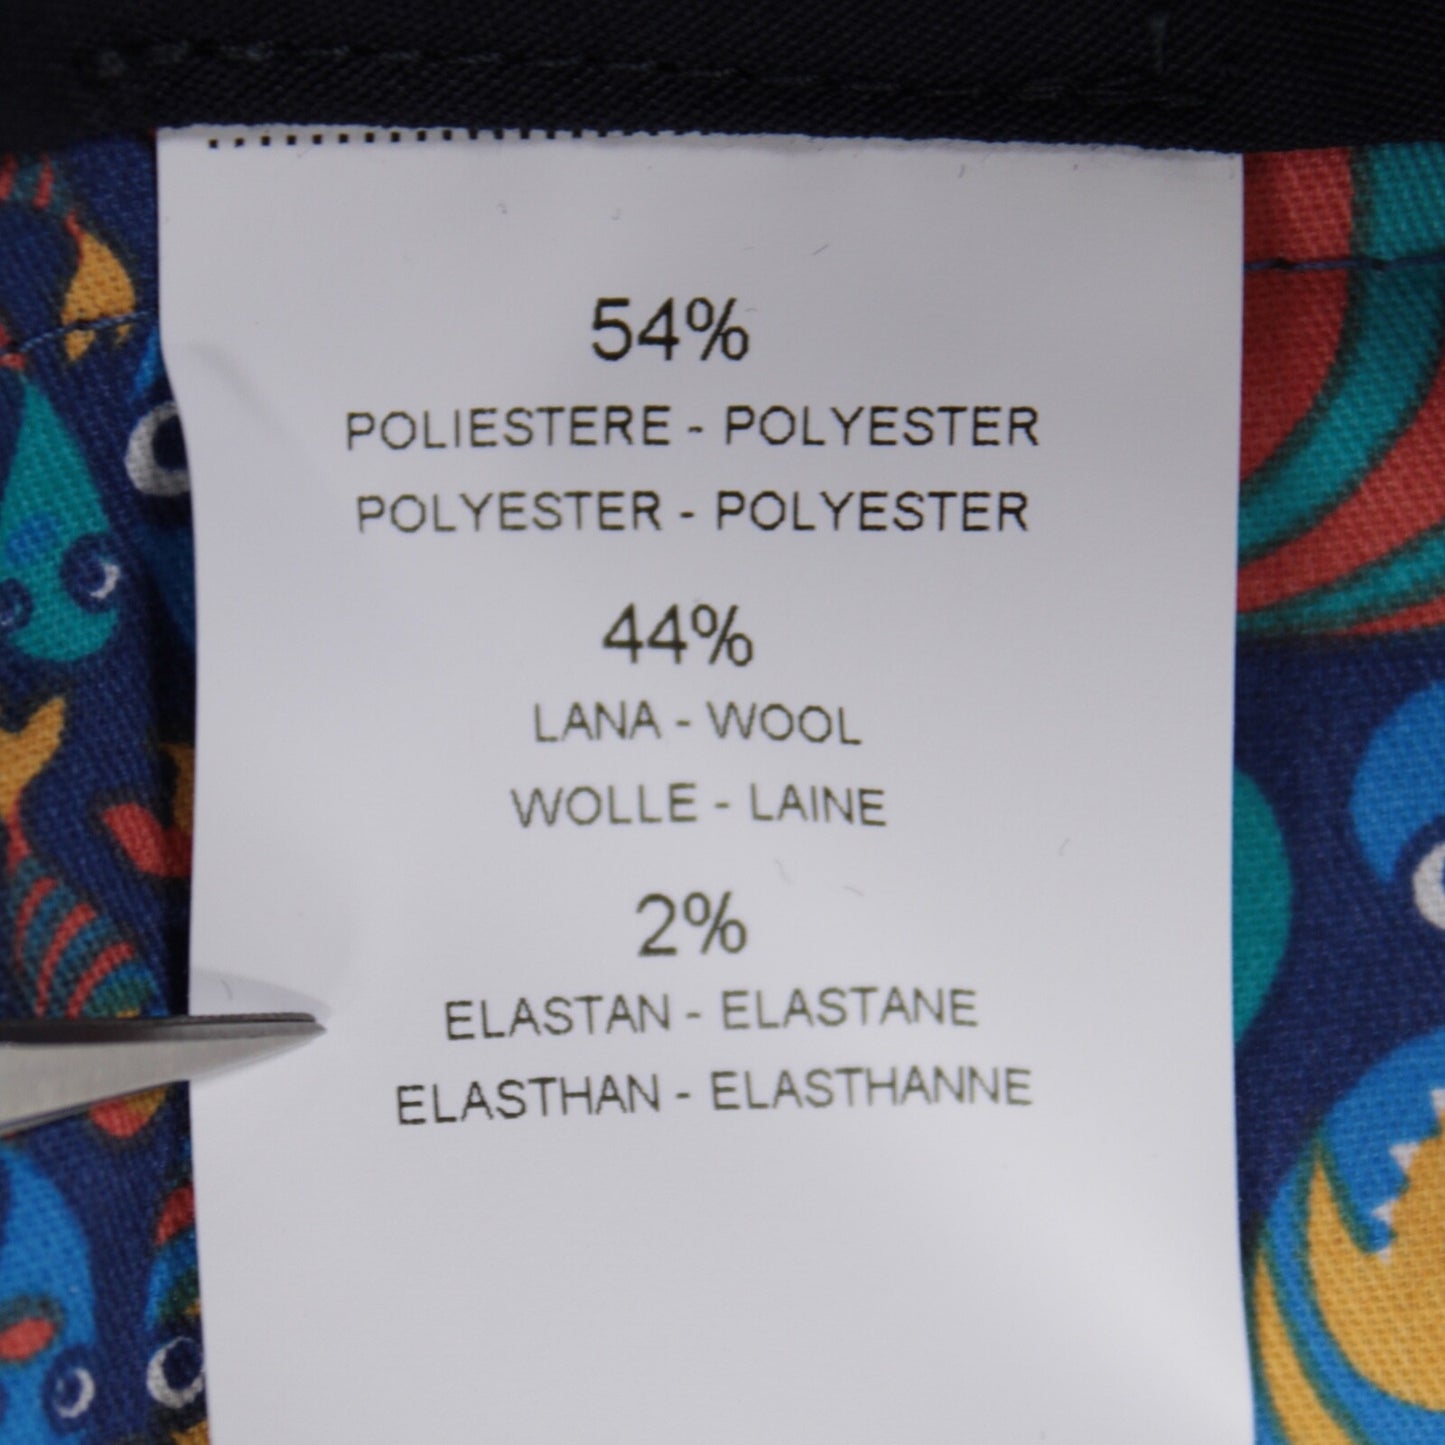 54%
POLIESTERE - POLYESTER
POLYESTER - POLYESTER
44%
LANA - WOOL
WOLLE - LAINE
2%
ELASTAN - ELASTANE
ELASTHAN - ELASTHANNE